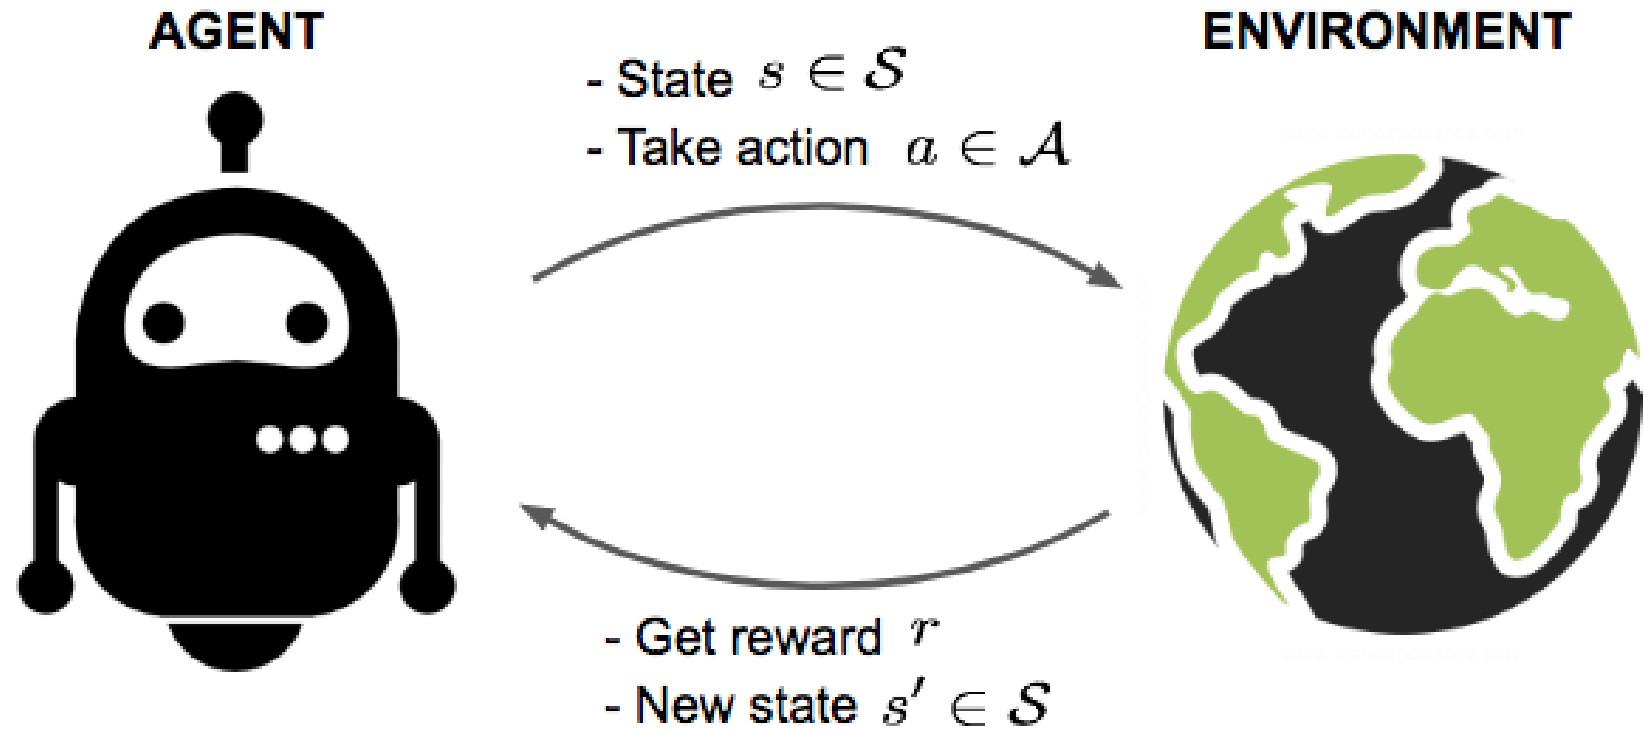 AGENT
ENVIRONMENT
- State s ∈ 𝒮
- Take action a ∈ 𝒜
- Get reward r
- New state s′ ∈ 𝒮